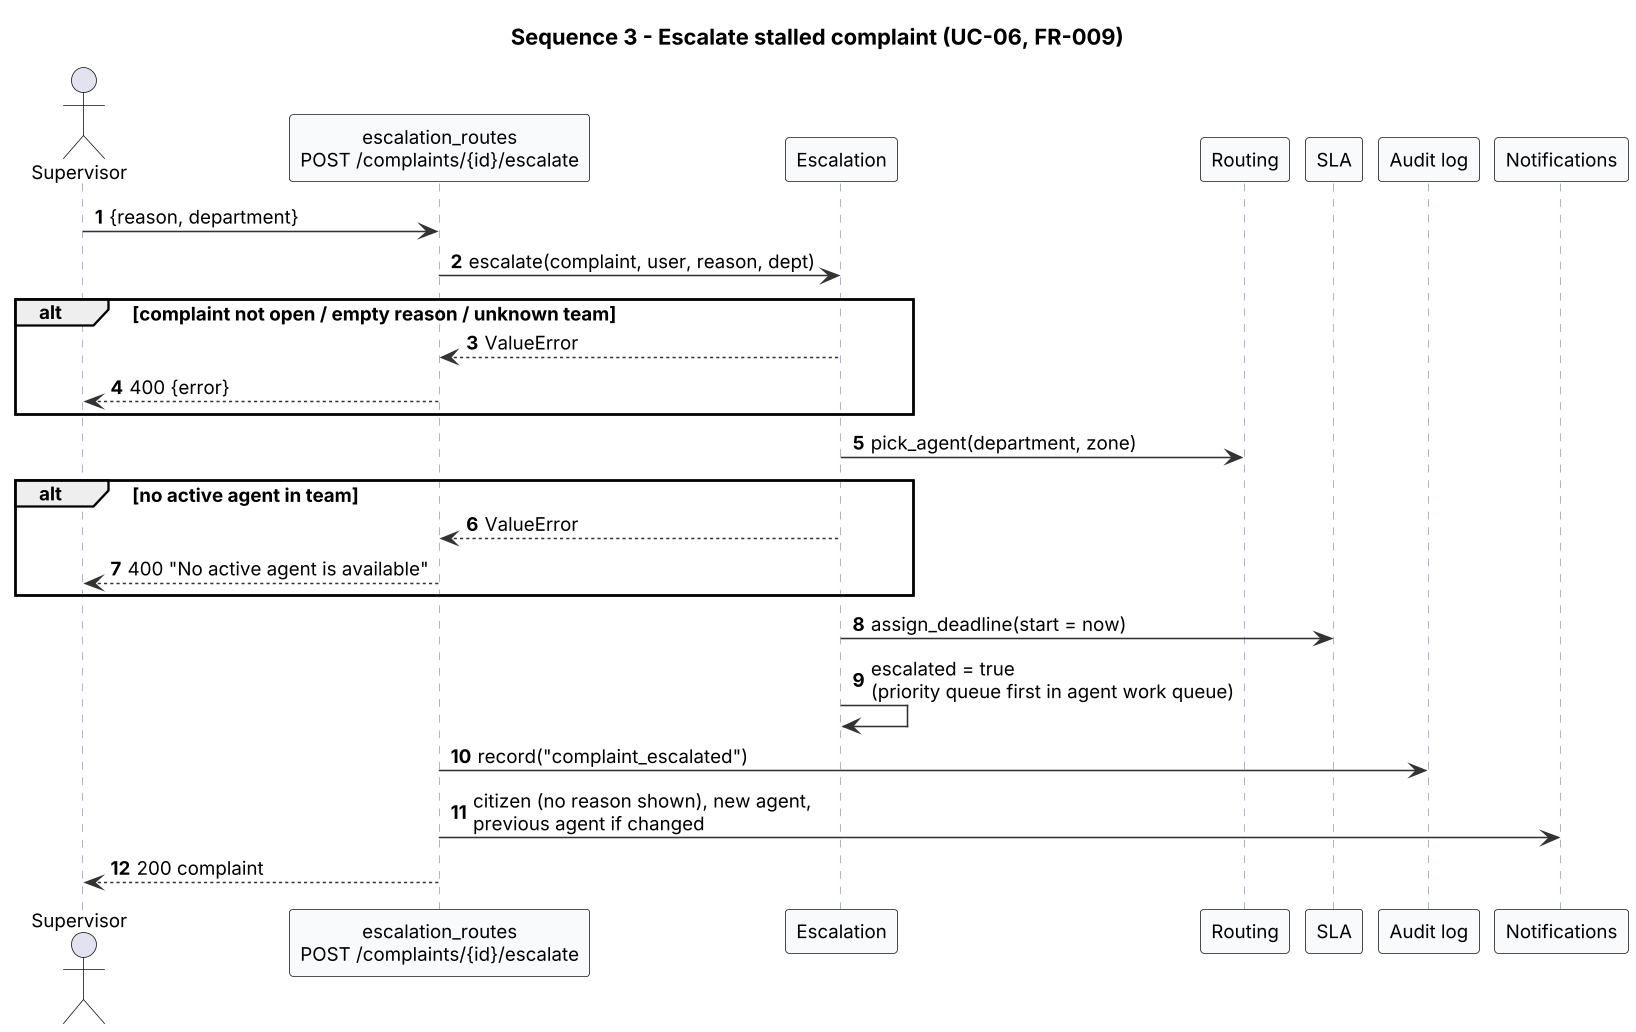 Sequence 3 - Escalate stalled complaint (UC-06, FR-009)
Supervisor
escalation_routes
POST /complaints/{id}/escalate
Escalation
Routing
SLA
Audit log
Notifications
1 {reason, department}
2 escalate(complaint, user, reason, dept)
alt [complaint not open / empty reason / unknown team]
3 ValueError
4 400 {error}
5 pick_agent(department, zone)
alt [no active agent in team]
6 ValueError
7 400 "No active agent is available"
8 assign_deadline(start = now)
9 escalated = true
(priority queue first in agent work queue)
10 record("complaint_escalated")
11 citizen (no reason shown), new agent,
previous agent if changed
12 200 complaint
Supervisor
escalation_routes
POST /complaints/{id}/escalate
Escalation
Routing
SLA
Audit log
Notifications